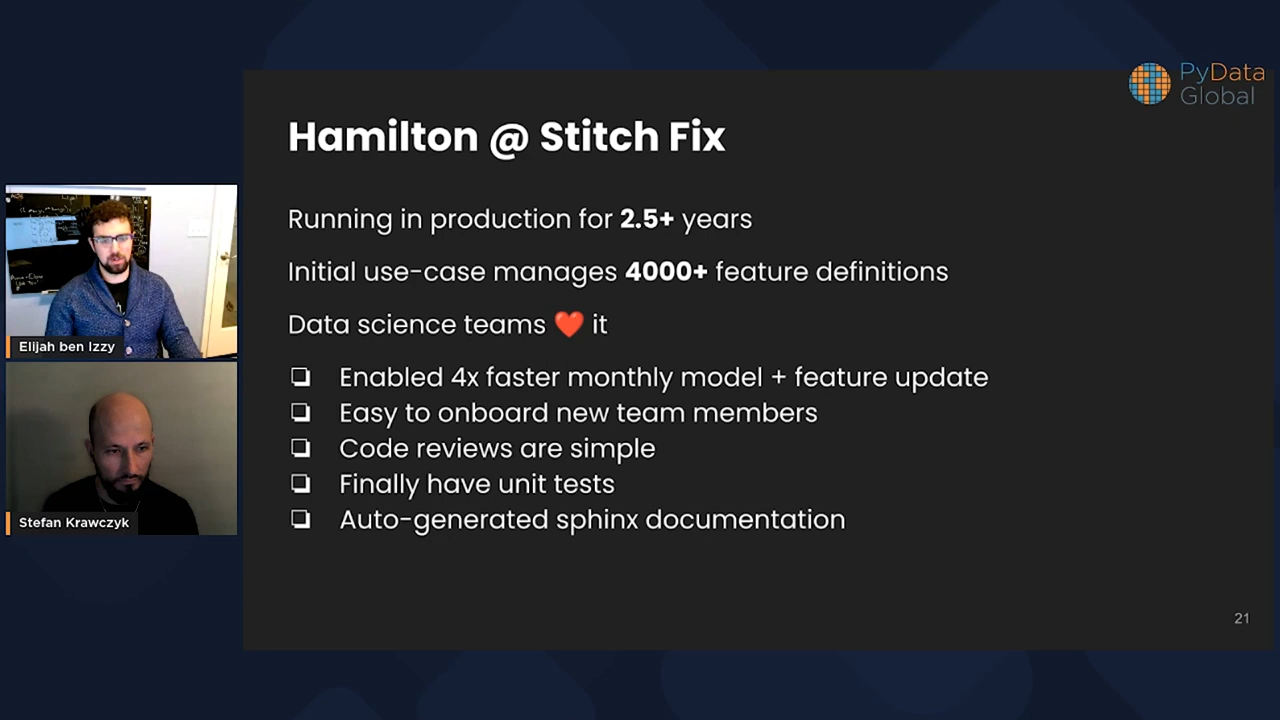 PyData
Global
Hamilton @ Stitch Fix
Running in production for 2.5+ years
Initial use-case manages 4000+ feature definitions
Data science teams ❤️ it
❏ Enabled 4x faster monthly model + feature update
❏ Easy to onboard new team members
❏ Code reviews are simple
❏ Finally have unit tests
❏ Auto-generated sphinx documentation
Elijah ben Izzy
Stefan Krawczyk
21